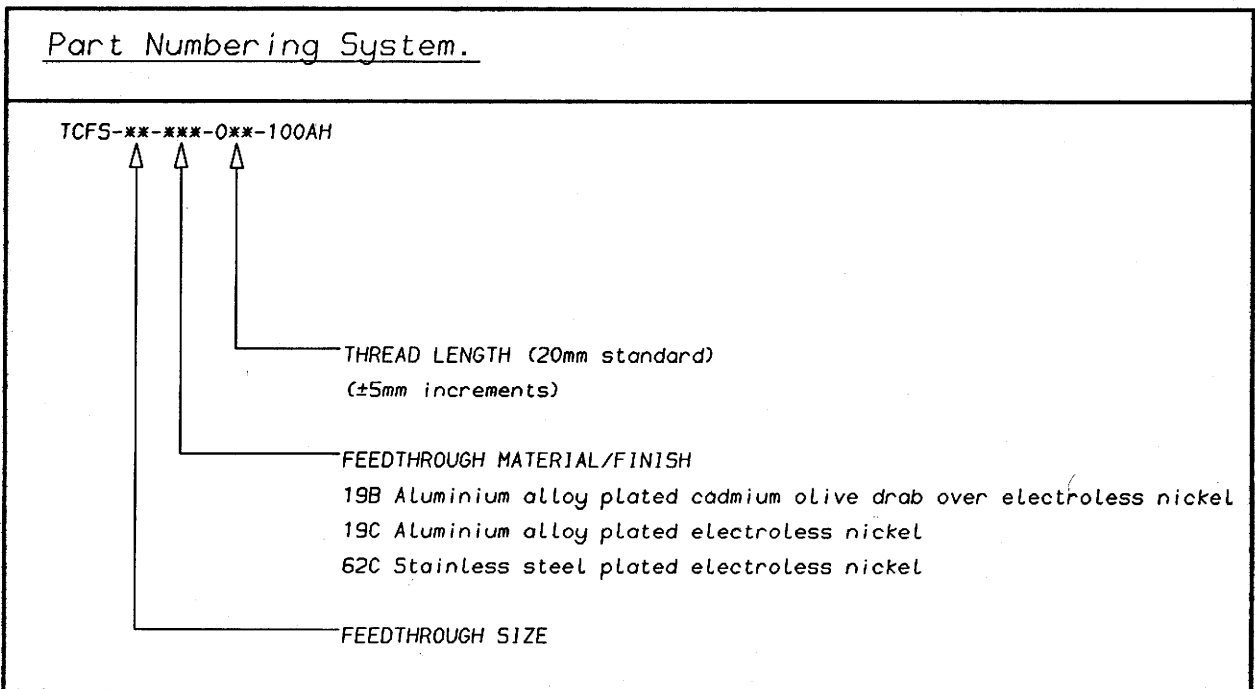 Part Numbering System.
TCFS-**-***-0**-100AH
THREAD LENGTH (20mm standard)
(±5mm increments)
FEEDTHROUGH MATERIAL/FINISH
19B Aluminium alloy plated cadmium olive drab over electroless nickel
19C Aluminium alloy plated electroless nickel
62C Stainless steel plated electroless nickel
FEEDTHROUGH SIZE